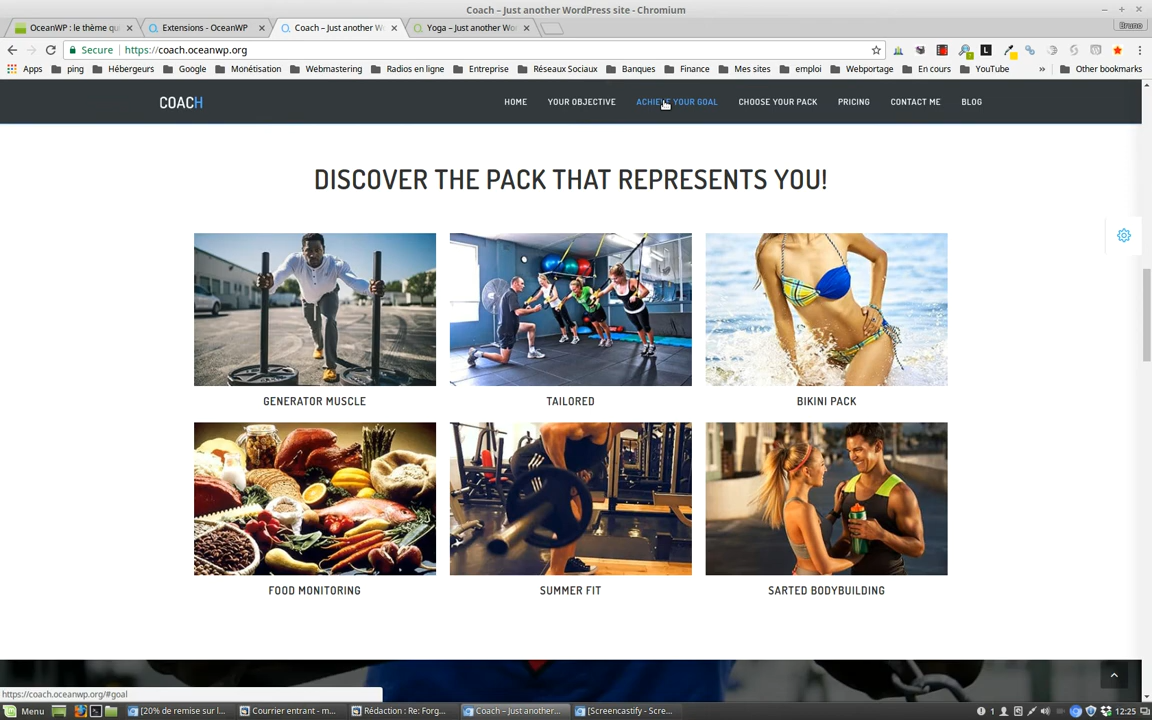 Coach – Just another WordPress site - Chromium
OceanWP : le thème qu
Extensions - OceanWP
Coach – Just another Wo
Yoga – Just another Wor
Bruno
Secure
https://coach.oceanwp.org
Apps
ping
Hébergeurs
Google
Monétisation
Webmastering
Radios en ligne
Entreprise
Réseaux Sociaux
Banques
Finance
Mes sites
emploi
Webportage
En cours
YouTube
»
Other bookmarks
COACH
HOME
YOUR OBJECTIVE
ACHIEVE YOUR GOAL
CHOOSE YOUR PACK
PRICING
CONTACT ME
BLOG
DISCOVER THE PACK THAT REPRESENTS YOU!
GENERATOR MUSCLE
TAILORED
BIKINI PACK
FOOD MONITORING
SUMMER FIT
SARTED BODYBUILDING
https://coach.oceanwp.org/#goal
Menu
[20% de remise sur l...
Courrier entrant - m...
Rédaction : Re: Forg...
Coach – Just another...
[Screencastify - Scre...
1
12:25